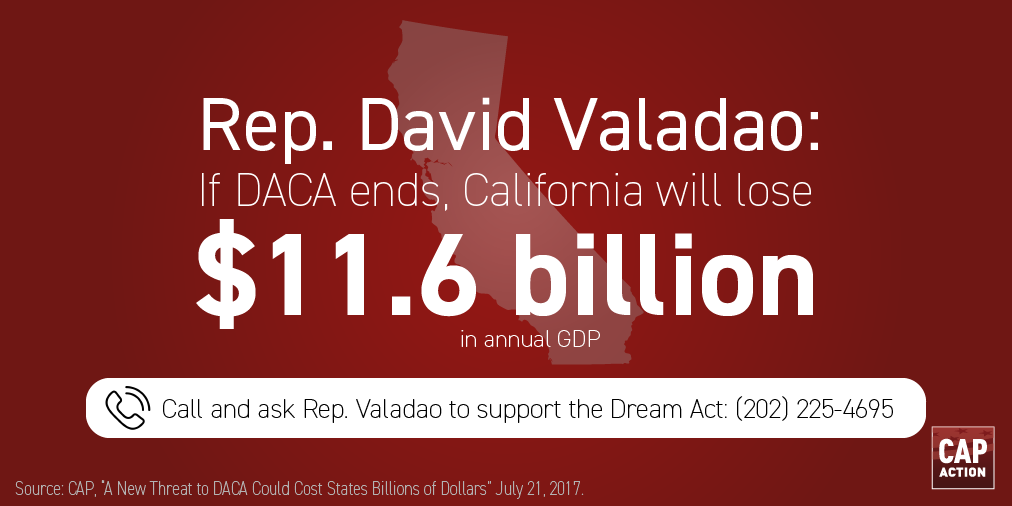 Rep. David Valadao:
If DACA ends, California will lose
$11.6 billion
in annual GDP
Call and ask Rep. Valadao to support the Dream Act: (202) 225-4695
CAP
ACTION
Source: CAP, "A New Threat to DACA Could Cost States Billions of Dollars" July 21, 2017.